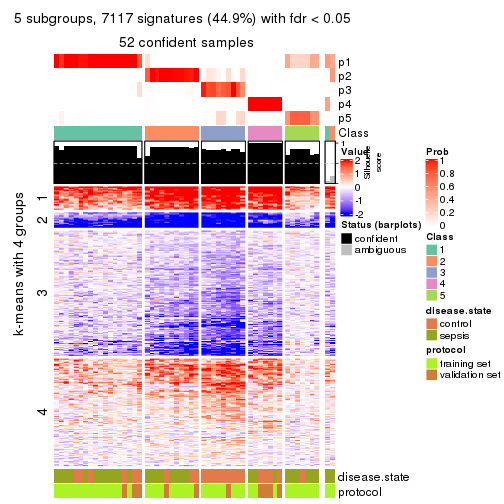 5 subgroups, 7117 signatures (44.9%) with fdr < 0.05
52 confident samples
p1
p2
p3
p4
p5
Class
1
0
Silhouette
score
k-means with 4 groups
1
2
3
4
disease.state
protocol
Value
2
1
0
-1
-2
Status (barplots)
confident
ambiguous
Prob
1
0.8
0.6
0.4
0.2
0
Class
1
2
3
4
5
disease.state
control
sepsis
protocol
training set
validation set